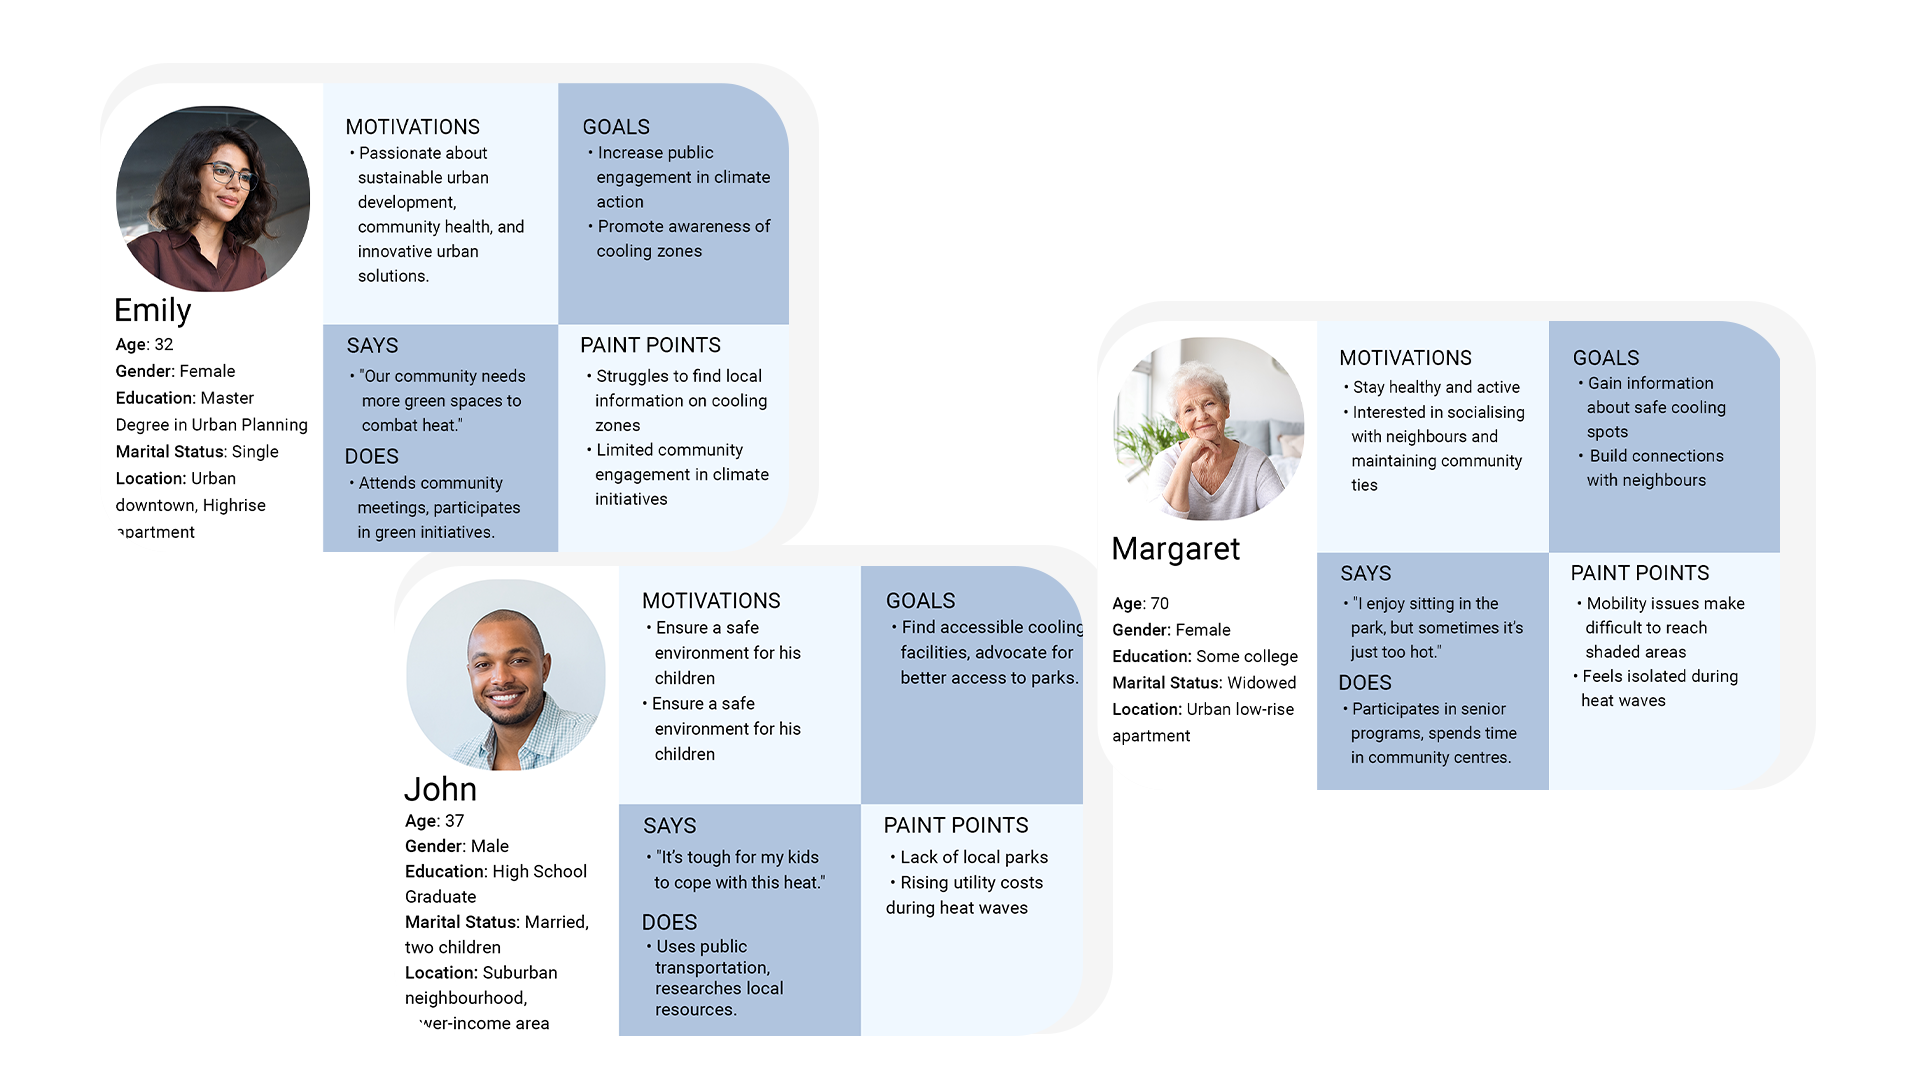 Emily
Age: 32
Gender: Female
Education: Master
Degree in Urban Planning
Marital Status: Single
Location: Urban
downtown, Highrise
apartment
MOTIVATIONS
• Passionate about
sustainable urban
development,
community health, and
innovative urban
solutions.
GOALS
• Increase public
engagement in climate
action
• Promote awareness of
cooling zones
SAYS
• "Our community needs
more green spaces to
combat heat."
DOES
• Attends community
meetings, participates
in green initiatives.
PAINT POINTS
• Struggles to find local
information on cooling
zones
• Limited community
engagement in climate
initiatives
John
Age: 37
Gender: Male
Education: High School
Graduate
Marital Status: Married,
two children
Location: Suburban
neighbourhood,
lower-income area
MOTIVATIONS
• Ensure a safe
environment for his
children
• Ensure a safe
environment for his
children
GOALS
• Find accessible cooling
facilities, advocate for
better access to parks.
SAYS
• "It's tough for my kids
to cope with this heat."
DOES
• Uses public
transportation,
researches local
resources.
PAINT POINTS
• Lack of local parks
• Rising utility costs
during heat waves
Margaret
Age: 70
Gender: Female
Education: Some college
Marital Status: Widowed
Location: Urban low-rise
apartment
MOTIVATIONS
• Stay healthy and active
• Interested in socialising
with neighbours and
maintaining community
ties
GOALS
• Gain information
about safe cooling
spots
• Build connections
with neighbours
SAYS
• "I enjoy sitting in the
park, but sometimes it's
just too hot."
DOES
• Participates in senior
programs, spends time
in community centres.
PAINT POINTS
• Mobility issues make
difficult to reach
shaded areas
• Feels isolated during
heat waves